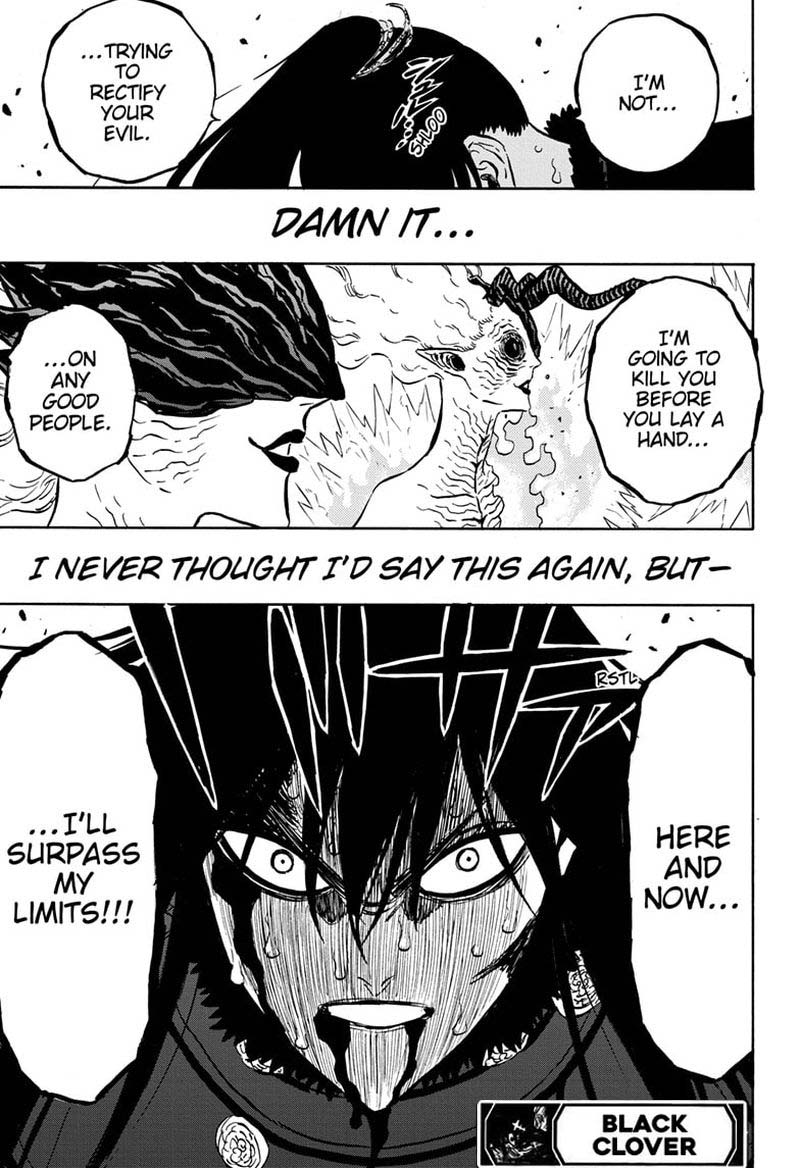 I'M
NOT...
...TRYING
TO
RECTIFY
YOUR
EVIL.
SHLOO
DAMN IT...
I'M
GOING TO
KILL YOU
BEFORE
YOU LAY A
HAND...
...ON
ANY
GOOD
PEOPLE.
I NEVER THOUGHT I'D SAY THIS AGAIN, BUT—
RSTL
HERE
AND
NOW...
...I'LL
SURPASS
MY
LIMITS!!!
BLACK
CLOVER